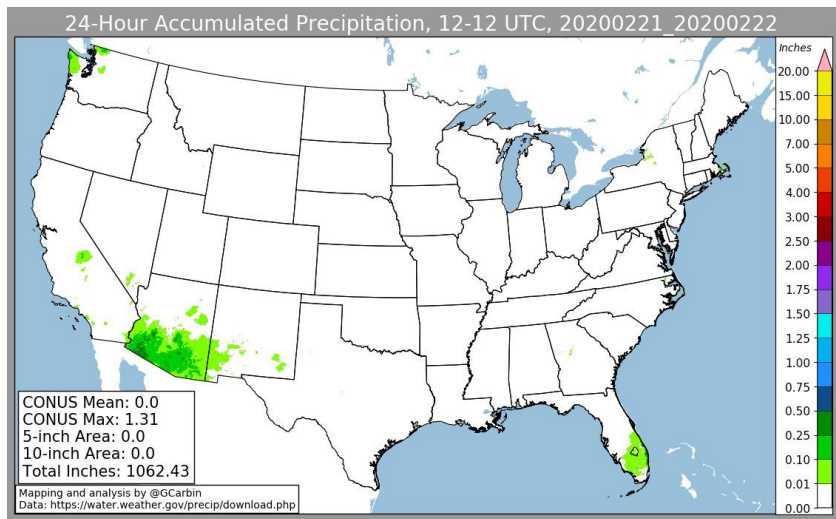 24-Hour Accumulated Precipitation, 12-12 UTC, 20200221_20200222
Inches
20.00
15.00
10.00
7.00
5.00
4.00
3.00
2.50
2.00
1.75
1.50
1.25
1.00
0.75
0.50
0.25
0.10
0.01
0.00
CONUS Mean: 0.0
CONUS Max: 1.31
5-inch Area: 0.0
10-inch Area: 0.0
Total Inches: 1062.43
Mapping and analysis by @GCarbin
Data: https://water.weather.gov/precip/download.php